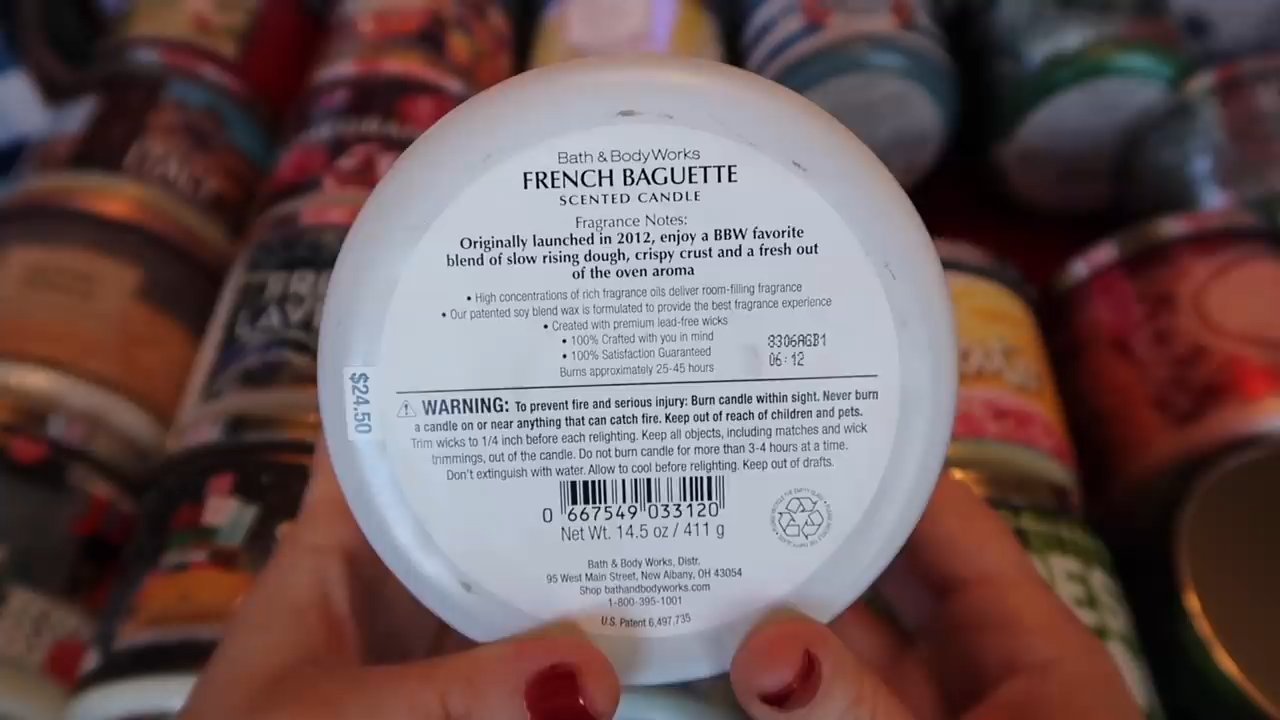 Bath & Body Works
FRENCH BAGUETTE
SCENTED CANDLE
Fragrance Notes:
Originally launched in 2012, enjoy a BBW favorite
blend of slow rising dough, crispy crust and a fresh out
of the oven aroma
• High concentrations of rich fragrance oils deliver room-filling fragrance
• Our patented soy blend wax is formulated to provide the best fragrance experience
• Created with premium lead-free wicks
• 100% Crafted with you in mind
• 100% Satisfaction Guaranteed
Burns approximately 25-45 hours
8306AGB1
06:12
$24.50
WARNING: To prevent fire and serious injury: Burn candle within sight. Never burn
a candle on or near anything that can catch fire. Keep out of reach of children and pets.
Trim wicks to 1/4 inch before each relighting. Keep all objects, including matches and wick
trimmings, out of the candle. Do not burn candle for more than 3-4 hours at a time.
Don't extinguish with water. Allow to cool before relighting. Keep out of drafts.
0 667549 033120
Net Wt. 14.5 oz / 411 g
Bath & Body Works, Distr.
95 West Main Street, New Albany, OH 43054
Shop bathandbodyworks.com
1-800-395-1001
U.S. Patent 6,497,735